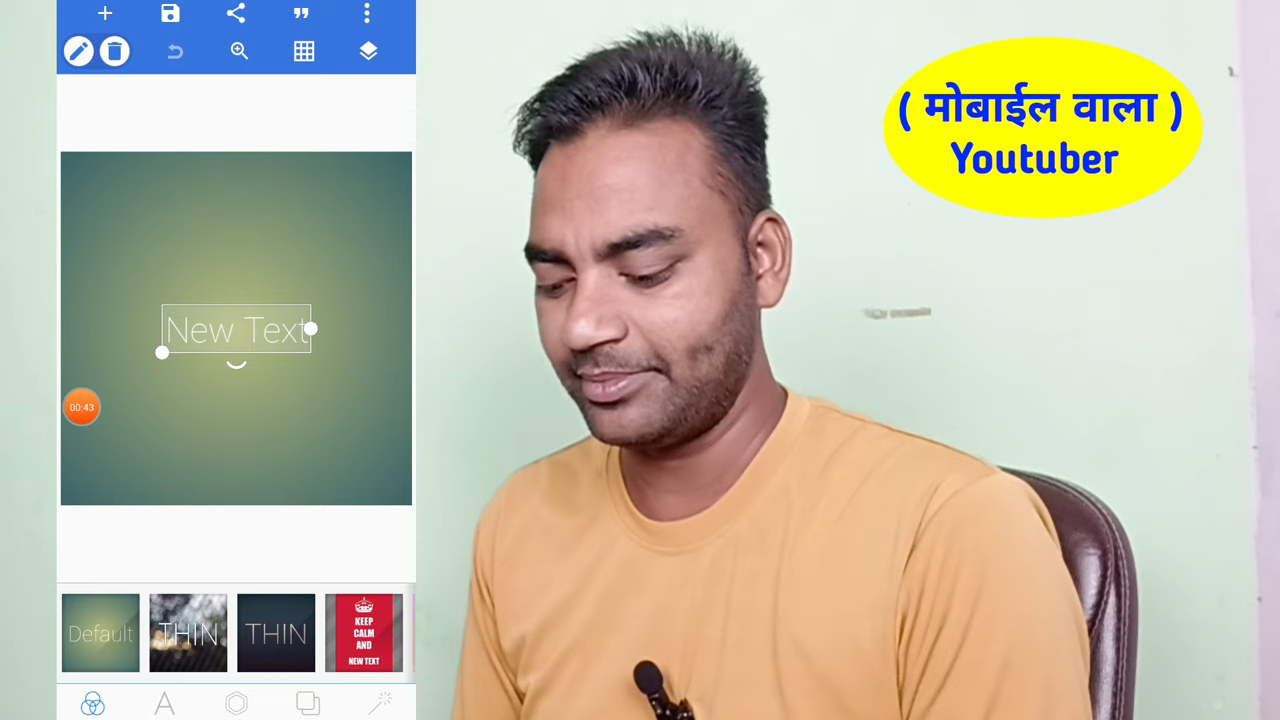 ( मोबाईल वाला )
Youtuber
New Text
00:43
Default
THIN
THIN
KEEP
CALM
AND
NEW TEXT
A